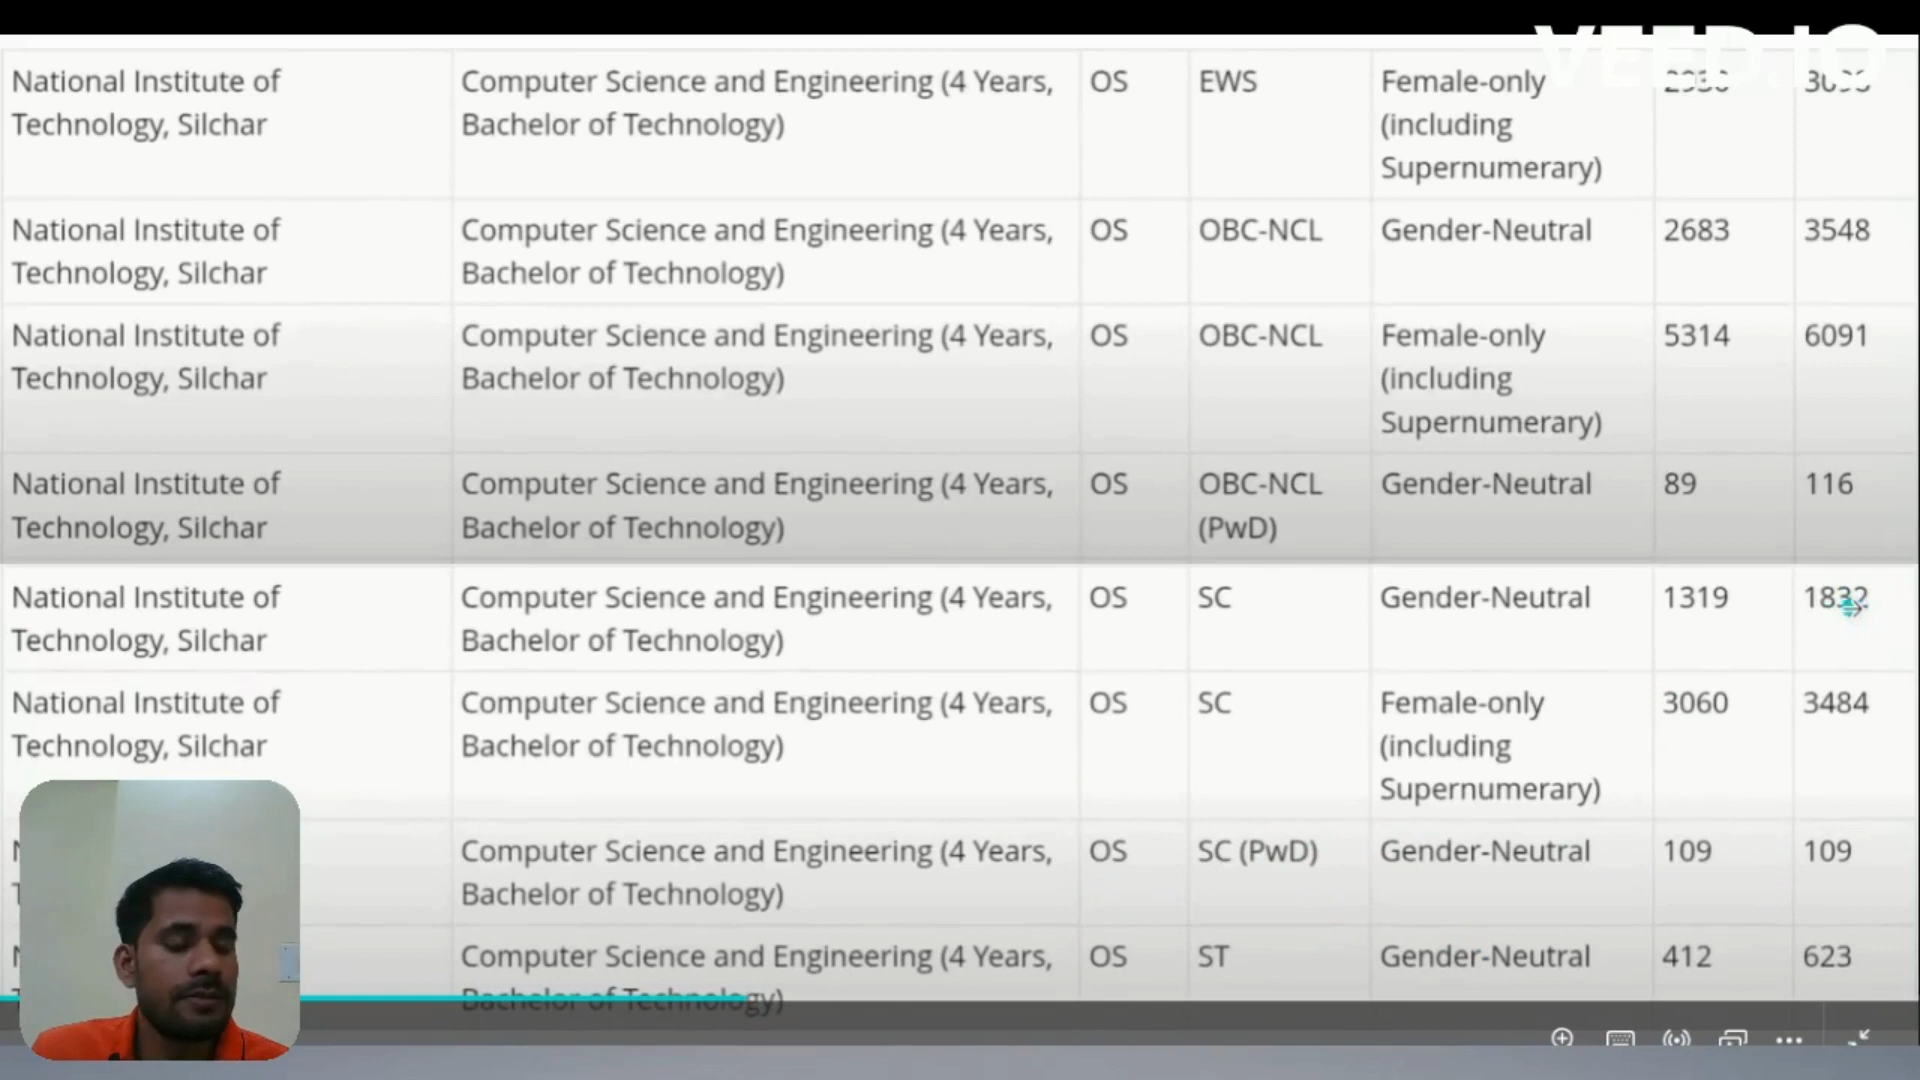 VEED.IO
National Institute of Technology, Silchar Computer Science and Engineering (4 Years, Bachelor of Technology) OS EWS Female-only (including Supernumerary)
National Institute of Technology, Silchar Computer Science and Engineering (4 Years, Bachelor of Technology) OS OBC-NCL Gender-Neutral 2683 3548
National Institute of Technology, Silchar Computer Science and Engineering (4 Years, Bachelor of Technology) OS OBC-NCL Female-only (including Supernumerary) 5314 6091
National Institute of Technology, Silchar Computer Science and Engineering (4 Years, Bachelor of Technology) OS OBC-NCL (PwD) Gender-Neutral 89 116
National Institute of Technology, Silchar Computer Science and Engineering (4 Years, Bachelor of Technology) OS SC Gender-Neutral 1319 1832
National Institute of Technology, Silchar Computer Science and Engineering (4 Years, Bachelor of Technology) OS SC Female-only (including Supernumerary) 3060 3484
Computer Science and Engineering (4 Years, Bachelor of Technology) OS SC (PwD) Gender-Neutral 109 109
Computer Science and Engineering (4 Years, Bachelor of Technology) OS ST Gender-Neutral 412 623